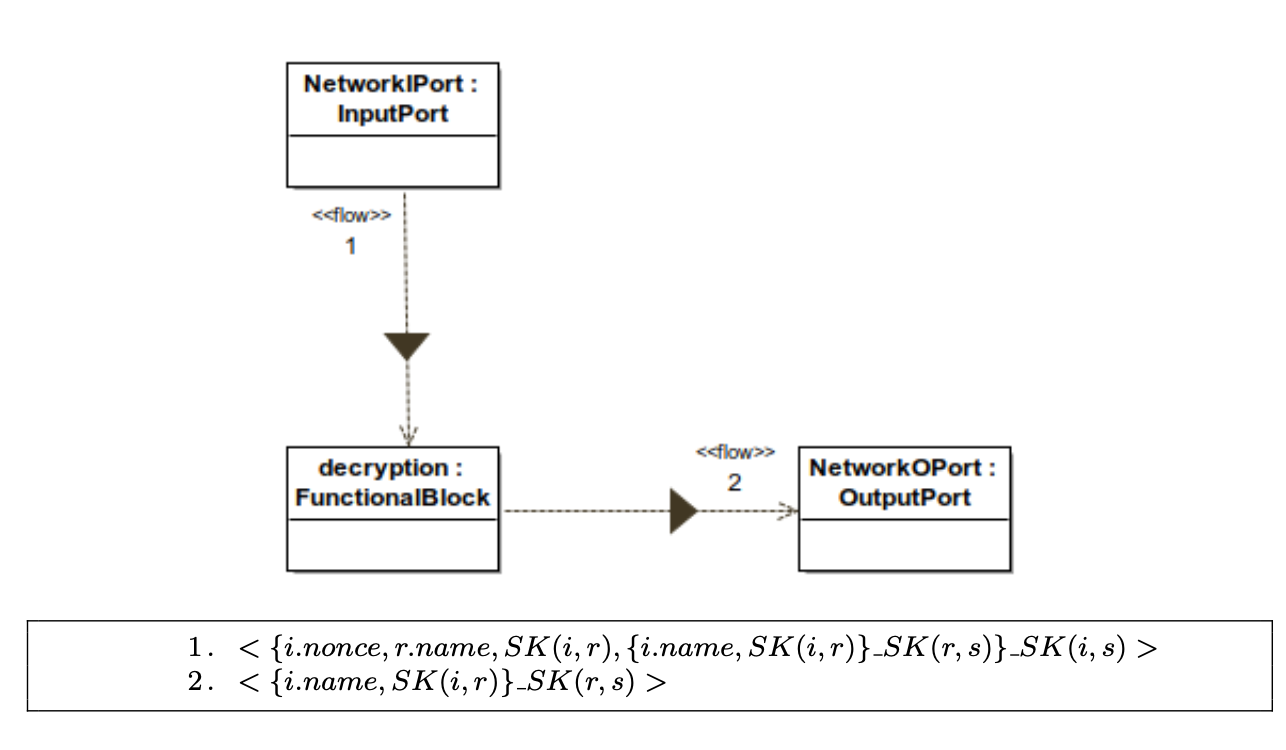 NetworkIPort :
InputPort
<<flow>>
1
decryption :
FunctionalBlock
<<flow>>
2
NetworkOPort :
OutputPort
1. < {i.nonce, r.name, SK(i, r), {i.name, SK(i, r)}_SK(r, s)}_SK(i, s) >
2. < {i.name, SK(i, r)}_SK(r, s) >